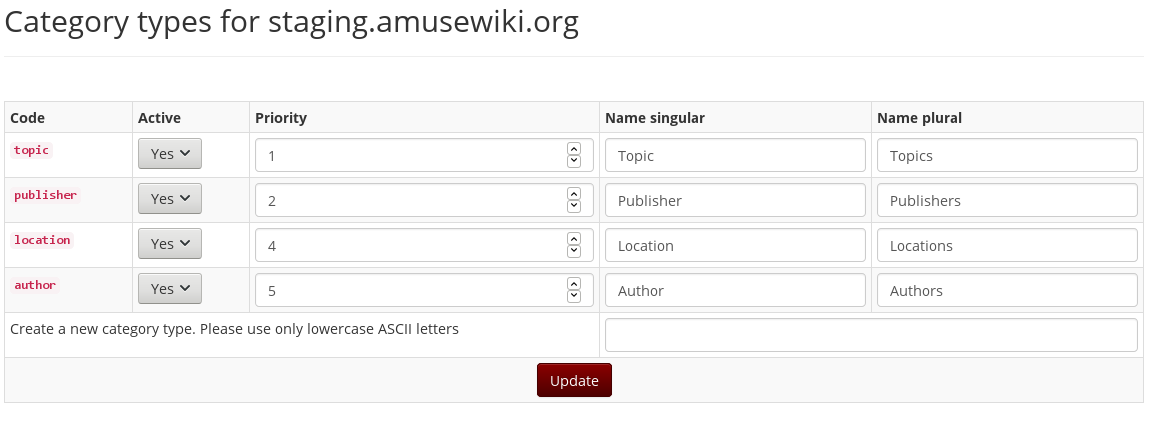 Category types for staging.amusewiki.org
Code Active Priority Name singular Name plural
topic Yes 1 Topic Topics
publisher Yes 2 Publisher Publishers
location Yes 4 Location Locations
author Yes 5 Author Authors
Create a new category type. Please use only lowercase ASCII letters
Update